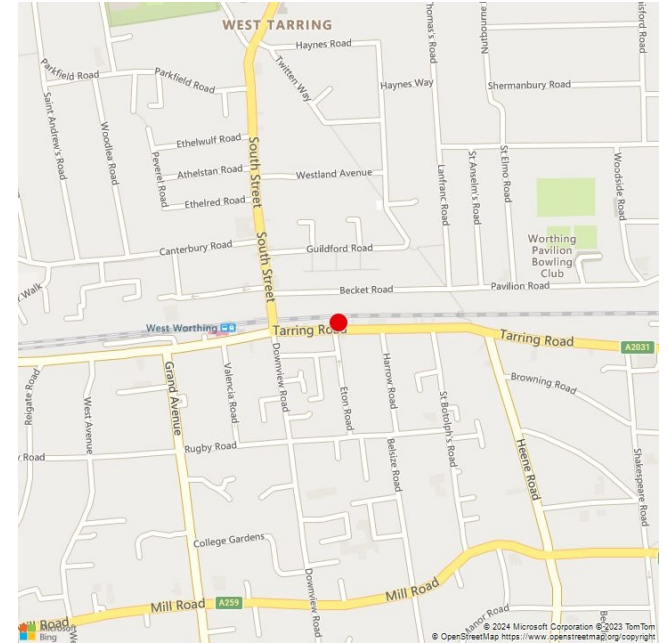 WEST TARRING
Haynes Road
Parkfield Road
Parkfield Road
Twitten Way
Haynes Way
Shermanbury Road
Saint Andrew's Road
Woodlea Road
Peverel Road
Ethelwulf Road
South Street
Athelstan Road
Westland Avenue
Ethelred Road
Lanfranc Road
St Anselm's Road
St Elmo Road
Woodside Road
Canterbury Road
South Street
Guildford Road
Worthing
Pavilion
Bowling
Club
Walk
Becket Road
Pavilion Road
West Worthing
Tarring Road
Tarring Road
A2031
Reigate Road
West Avenue
Grand Avenue
Valencia Road
Downview Road
Eton Road
Harrow Road
St Botolph's Road
Browning Road
Heene Road
Shakespeare Road
Rugby Road
Belsize Road
College Gardens
Downview Road
Mill Road
A259
Mill Road
Manor Road
Microsoft
Bing
© 2024 Microsoft Corporation © 2023 TomTom
© OpenStreetMap https://www.openstreetmap.org/copyright